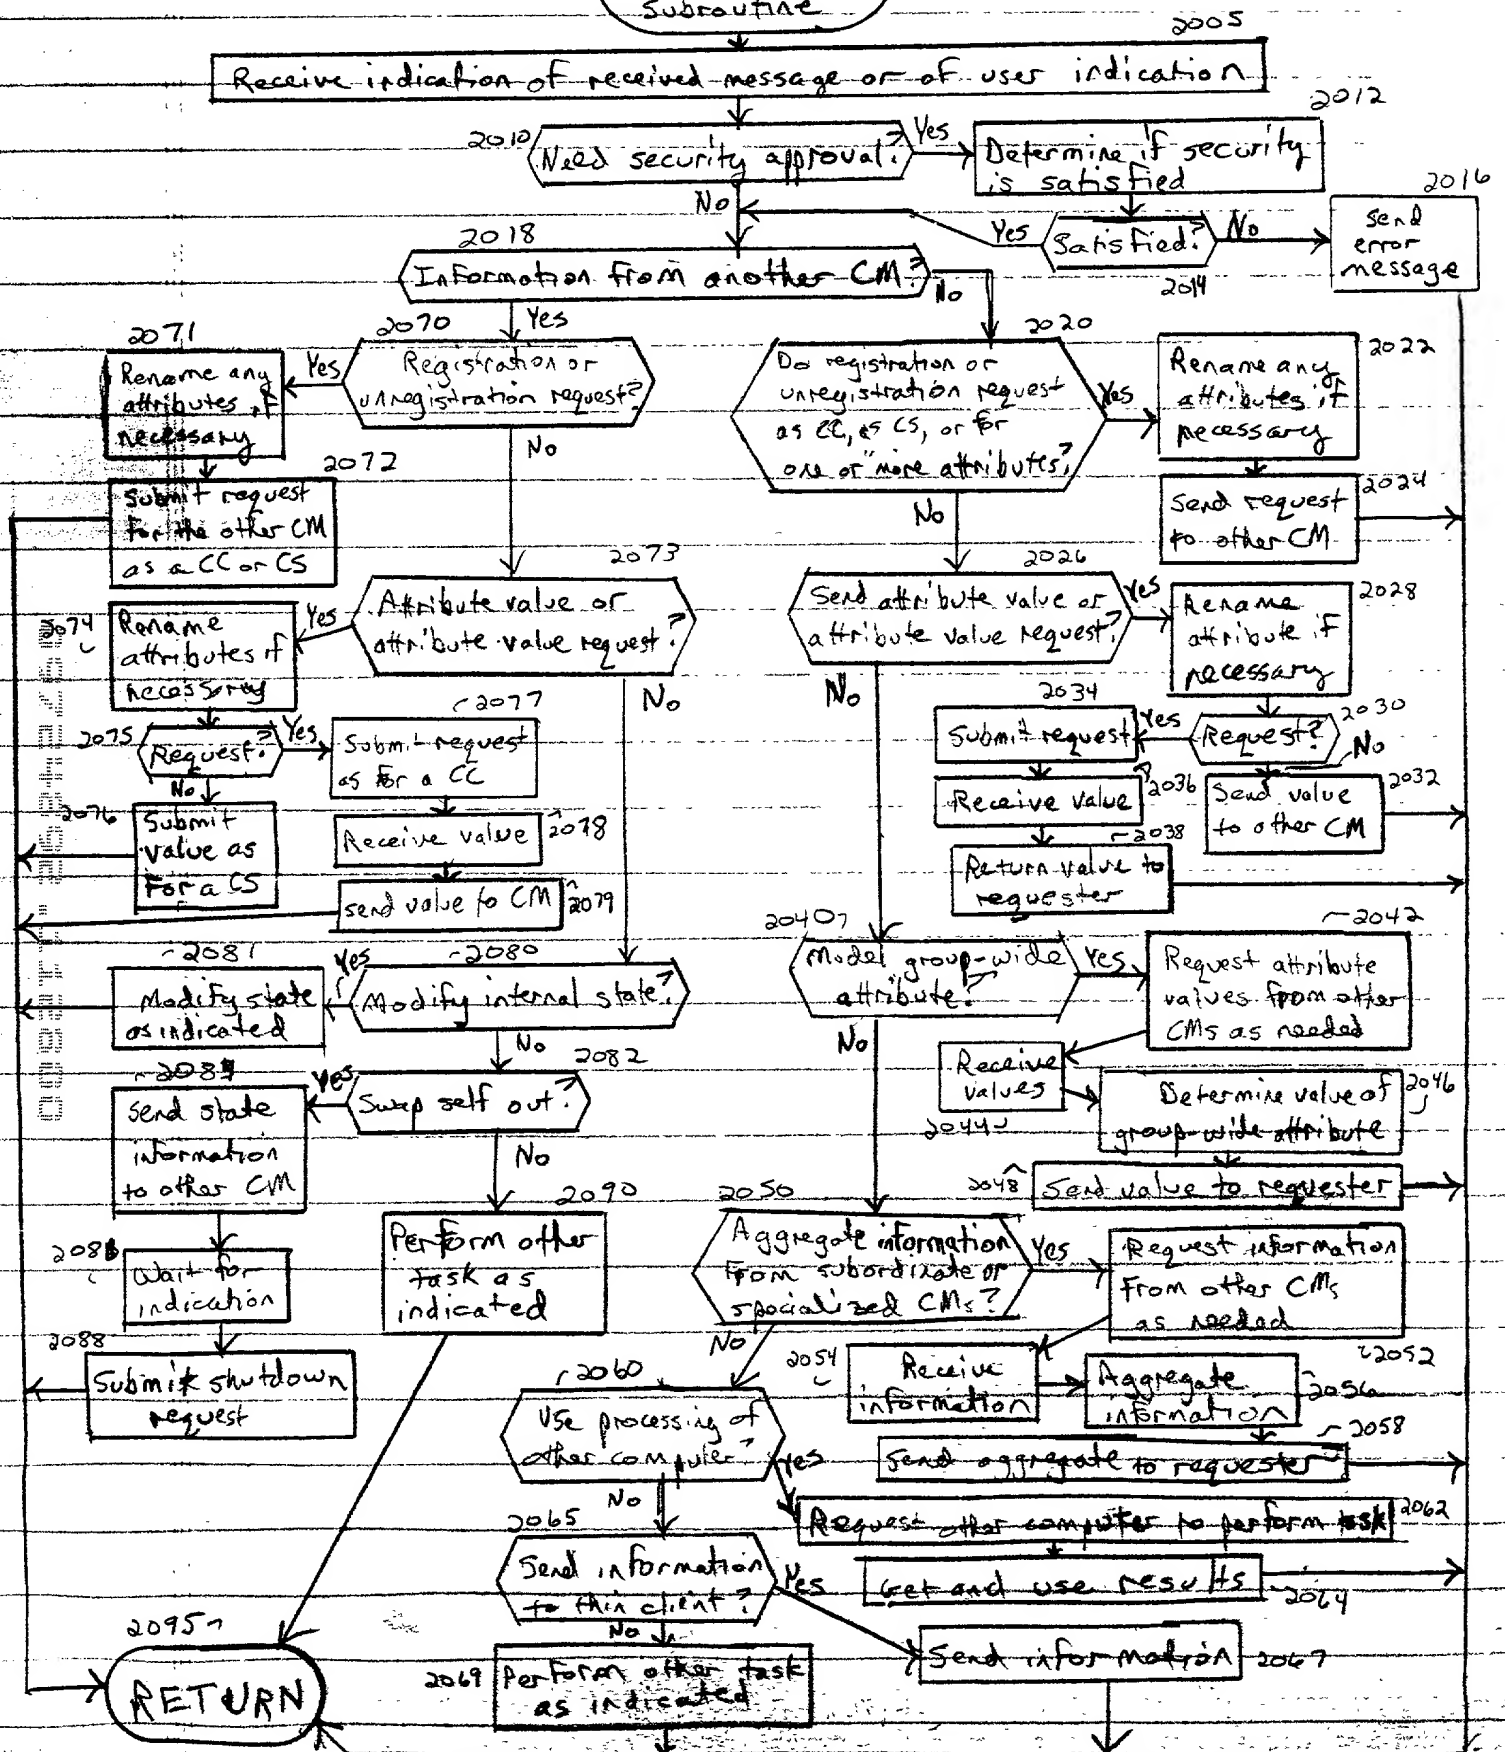 Subroutine
2005
Receive indication of received message or of user indication
2010
Need security approval?
Yes
2012
Determine if security
is satisfied
No
Yes
Satisfied?
2014
No
2016
Send
error
message
2018
Information from another CM?
Yes
No
2070
Registration or
unregistration request?
Yes
No
2071
Rename any
attributes if
necessary
2072
Submit request
for the other CM
as a CC or CS
2073
Attribute value or
attribute value request?
Yes
No
2074
Rename
attributes if
necessary
2075
Request?
Yes
No
2076
Submit
value as
for a CS
2077
Submit request
as for a CC
2078
Receive value
2079
send value to CM
2080
Modify internal state?
Yes
No
2081
Modify state
as indicated
2082
Swap self out?
Yes
No
Send state
information
to other CM
Wait for
indication
2088
Submit shutdown
request
2090
Perform other
task as
indicated
2095
RETURN
2020
Do registration or
unregistration request
as CC, as CS, or for
one or more attributes?
Yes
No
2022
Rename any
attributes if
necessary
2024
Send request
to other CM
2026
Send attribute value or
attribute value request?
Yes
No
2028
Rename
attribute if
necessary
2030
Request?
Yes
No
2032
Send value
to other CM
2034
Submit request
2036
Receive value
2038
Return value to
requester
2040
Model group-wide
attribute?
Yes
No
2042
Request attribute
values from other
CMs as needed
2044
Receive
values
2046
Determine value of
group-wide attribute
2048
Send value to requester
2050
Aggregate information
from subordinate or
specialized CMs?
Yes
No
2052
Request information
from other CMs
as needed
2054
Receive
information
2056
Aggregate
information
2058
Send aggregate to requester
2060
Use processing of
other computer?
Yes
No
2062
Request other computer to perform task
2064
Get and use results
2065
Send information
to thin client?
Yes
No
2067
Send information
2069
Perform other task
as indicated